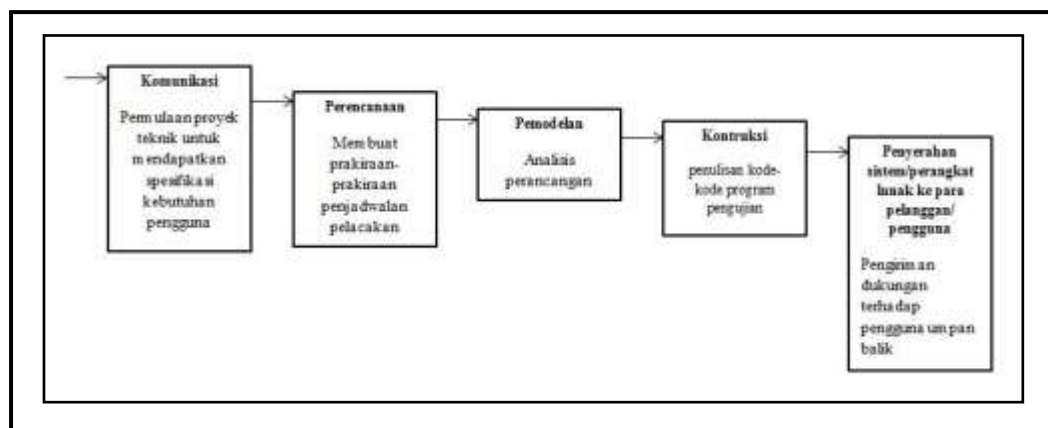 Komunikasi
Permulaan proyek
teknik untuk
mendapatkan
spesifikasi
kebutuhan
pengguna
Perencanaan
Membuat
prakiraan-
prakiraan
penjadwalan
pelacakan
Pemodelan
Analisis
perancangan
Kontruksi
penulisan kode-
kode program
pengujian
Penyerahan
sistem/perangkat
lunak ke para
pelanggan/
pengguna
Pengiriman
dukungan
terhadap
pengguna umpan
balik